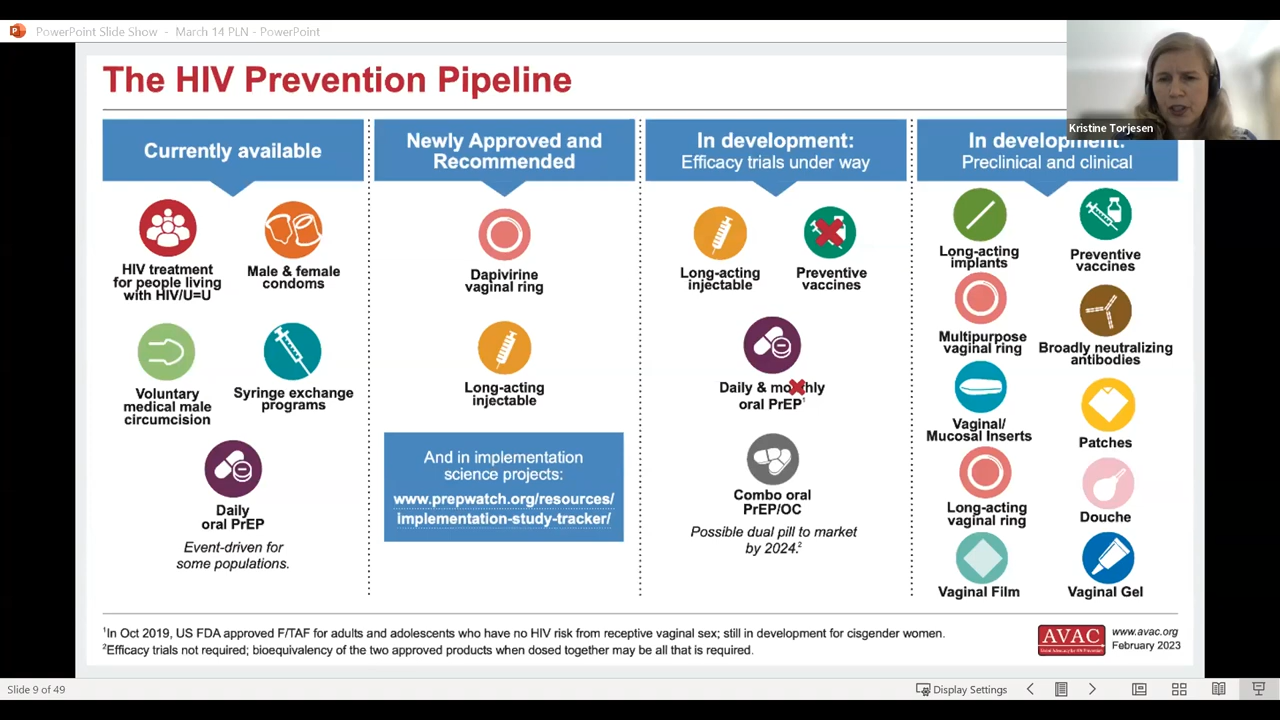 PowerPoint Slide Show - March 14 PLN - PowerPoint
Kristine Torjesen
The HIV Prevention Pipeline
Currently available
HIV treatment
for people living
with HIV/U=U
Male & female
condoms
Voluntary
medical male
circumcision
Syringe exchange
programs
Daily
oral PrEP
Event-driven for
some populations.
Newly Approved and
Recommended
Dapivirine
vaginal ring
Long-acting
injectable
And in implementation
science projects:
www.prepwatch.org/resources/
implementation-study-tracker/
In development:
Efficacy trials under way
Long-acting
injectable
Preventive
vaccines
Daily & monthly
oral PrEP¹
Combo oral
PrEP/OC
Possible dual pill to market
by 2024.²
In development:
Preclinical and clinical
Long-acting
implants
Preventive
vaccines
Multipurpose
vaginal ring
Broadly neutralizing
antibodies
Vaginal/
Mucosal Inserts
Patches
Long-acting
vaginal ring
Douche
Vaginal Film
Vaginal Gel
¹In Oct 2019, US FDA approved F/TAF for adults and adolescents who have no HIV risk from receptive vaginal sex; still in development for cisgender women.
²Efficacy trials not required; bioequivalency of the two approved products when dosed together may be all that is required.
AVAC
www.avac.org
February 2023
Slide 9 of 49
Display Settings